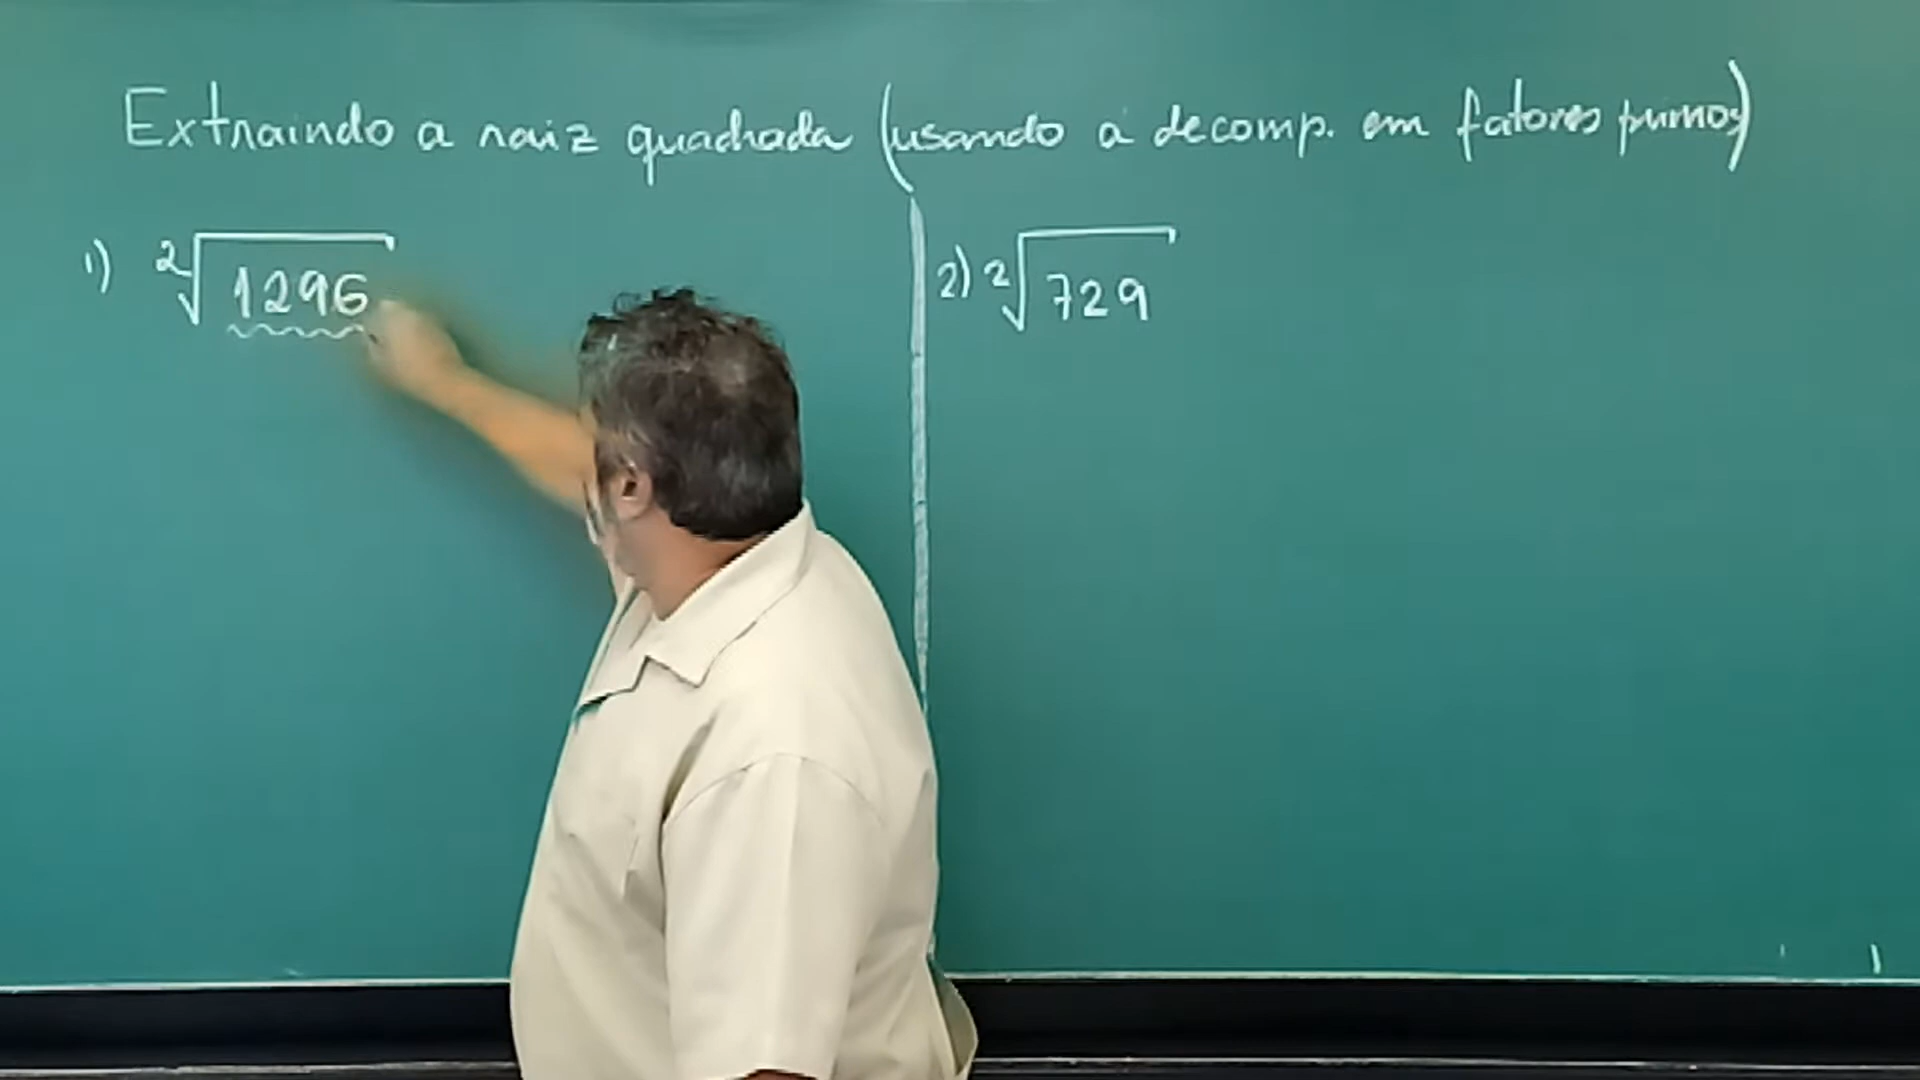 Extraindo a raiz quadrada (usando a decomp. em fatores primos)
1) ²√1296
2) ²√729